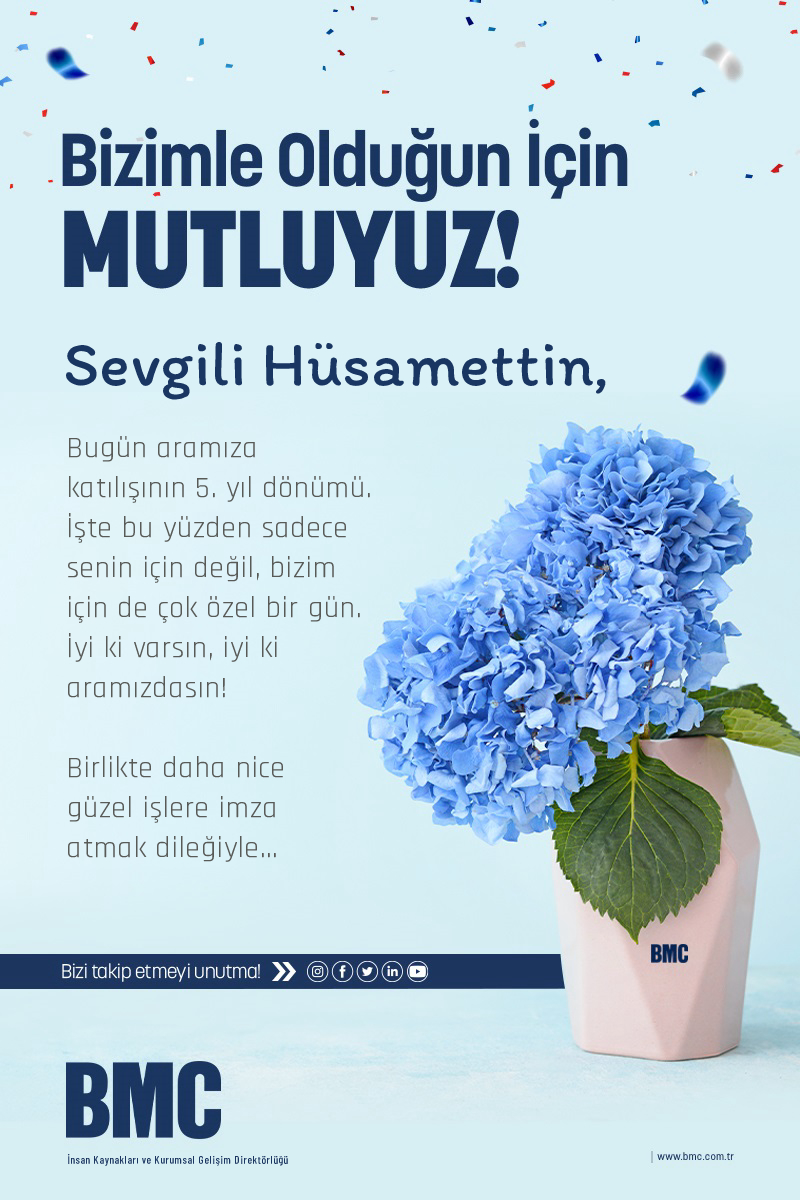 Bizimle Olduğun İçin
MUTLUYUZ!
Sevgili Hüsamettin,
Bugün aramıza
katılışının 5. yıl dönümü.
İşte bu yüzden sadece
senin için değil, bizim
için de çok özel bir gün.
İyi ki varsın, iyi ki
aramızdasın!
Birlikte daha nice
güzel işlere imza
atmak dileğiyle...
BMC
Bizi takip etmeyi unutma!
BMC
İnsan Kaynakları ve Kurumsal Gelişim Direktörlüğü
www.bmc.com.tr